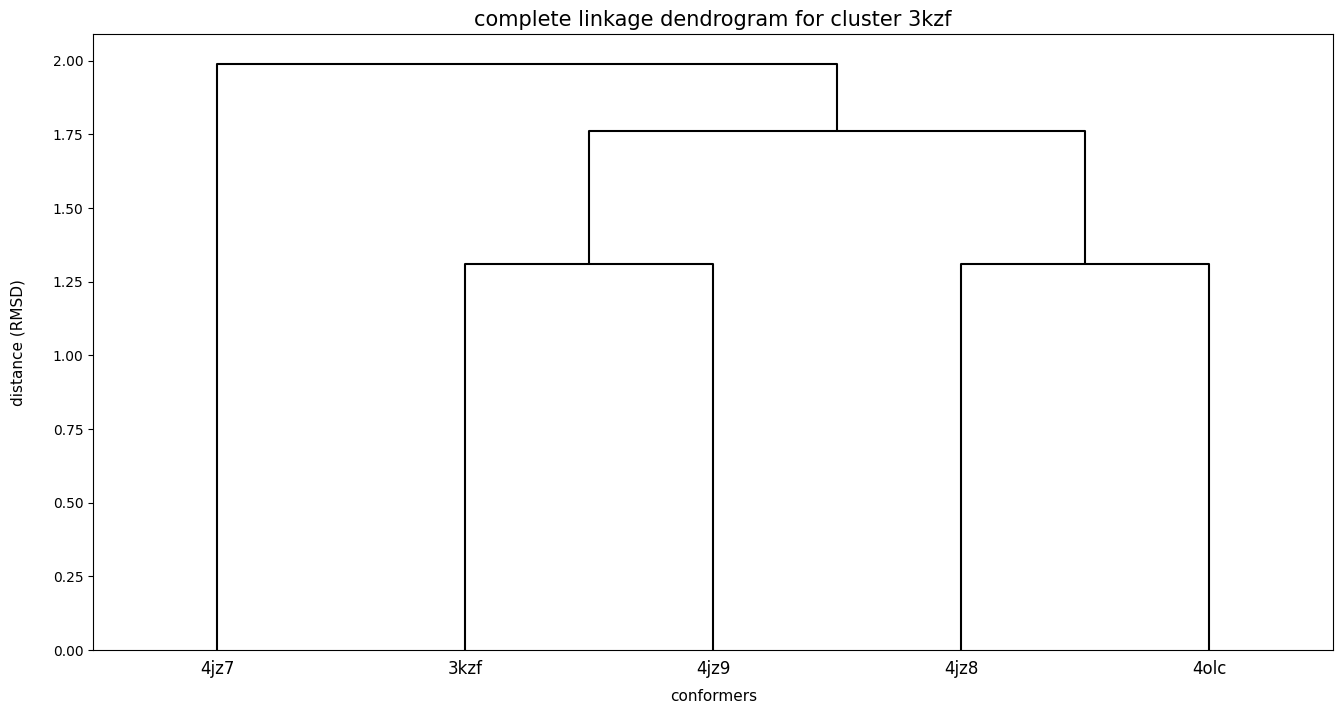 complete linkage dendrogram for cluster 3kzf
2.00
1.75
1.50
1.25
1.00
0.75
0.50
0.25
0.00
distance (RMSD)
4jz7 3kzf 4jz9 4jz8 4olc
conformers